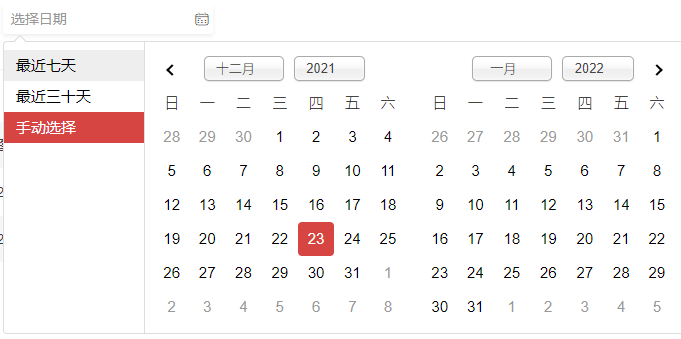 选择日期
最近七天
最近三十天
手动选择
十二月 2021
日 一 二 三 四 五 六
28 29 30 1 2 3 4
5 6 7 8 9 10 11
12 13 14 15 16 17 18
19 20 21 22 23 24 25
26 27 28 29 30 31 1
2 3 4 5 6 7 8
一月 2022
日 一 二 三 四 五 六
26 27 28 29 30 31 1
2 3 4 5 6 7 8
9 10 11 12 13 14 15
16 17 18 19 20 21 22
23 24 25 26 27 28 29
30 31 1 2 3 4 5